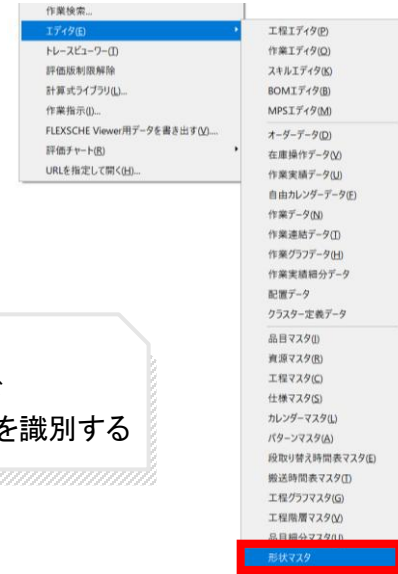 作業検索...
エディタ(E)
トレースビューワー(T)
評価版制限解除
計算式ライブラリ(L)...
作業指示(I)...
FLEXSCHE Viewer用データを書き出す(V)...
評価チャート(R)
URLを指定して開く(H)...
工程エディタ(P)
作業エディタ(O)
スキルエディタ(K)
BOMエディタ(B)
MPSエディタ(M)
オーダーデータ(D)
在庫操作データ(V)
作業実績データ(U)
自由カレンダーデータ(F)
作業データ(N)
作業連結データ(T)
作業グラフデータ(H)
作業実績細分データ
配置データ
クラスター定義データ
品目マスタ(I)
資源マスタ(R)
工程マスタ(C)
仕様マスタ(S)
カレンダーマスタ(L)
パターンマスタ(A)
段取り替え時間表マスタ(E)
搬送時間表マスタ(T)
工程グラフマスタ(G)
工程階層マスタ(V)
品目細分マスタ(U)
形状マスタ
、
を識別する